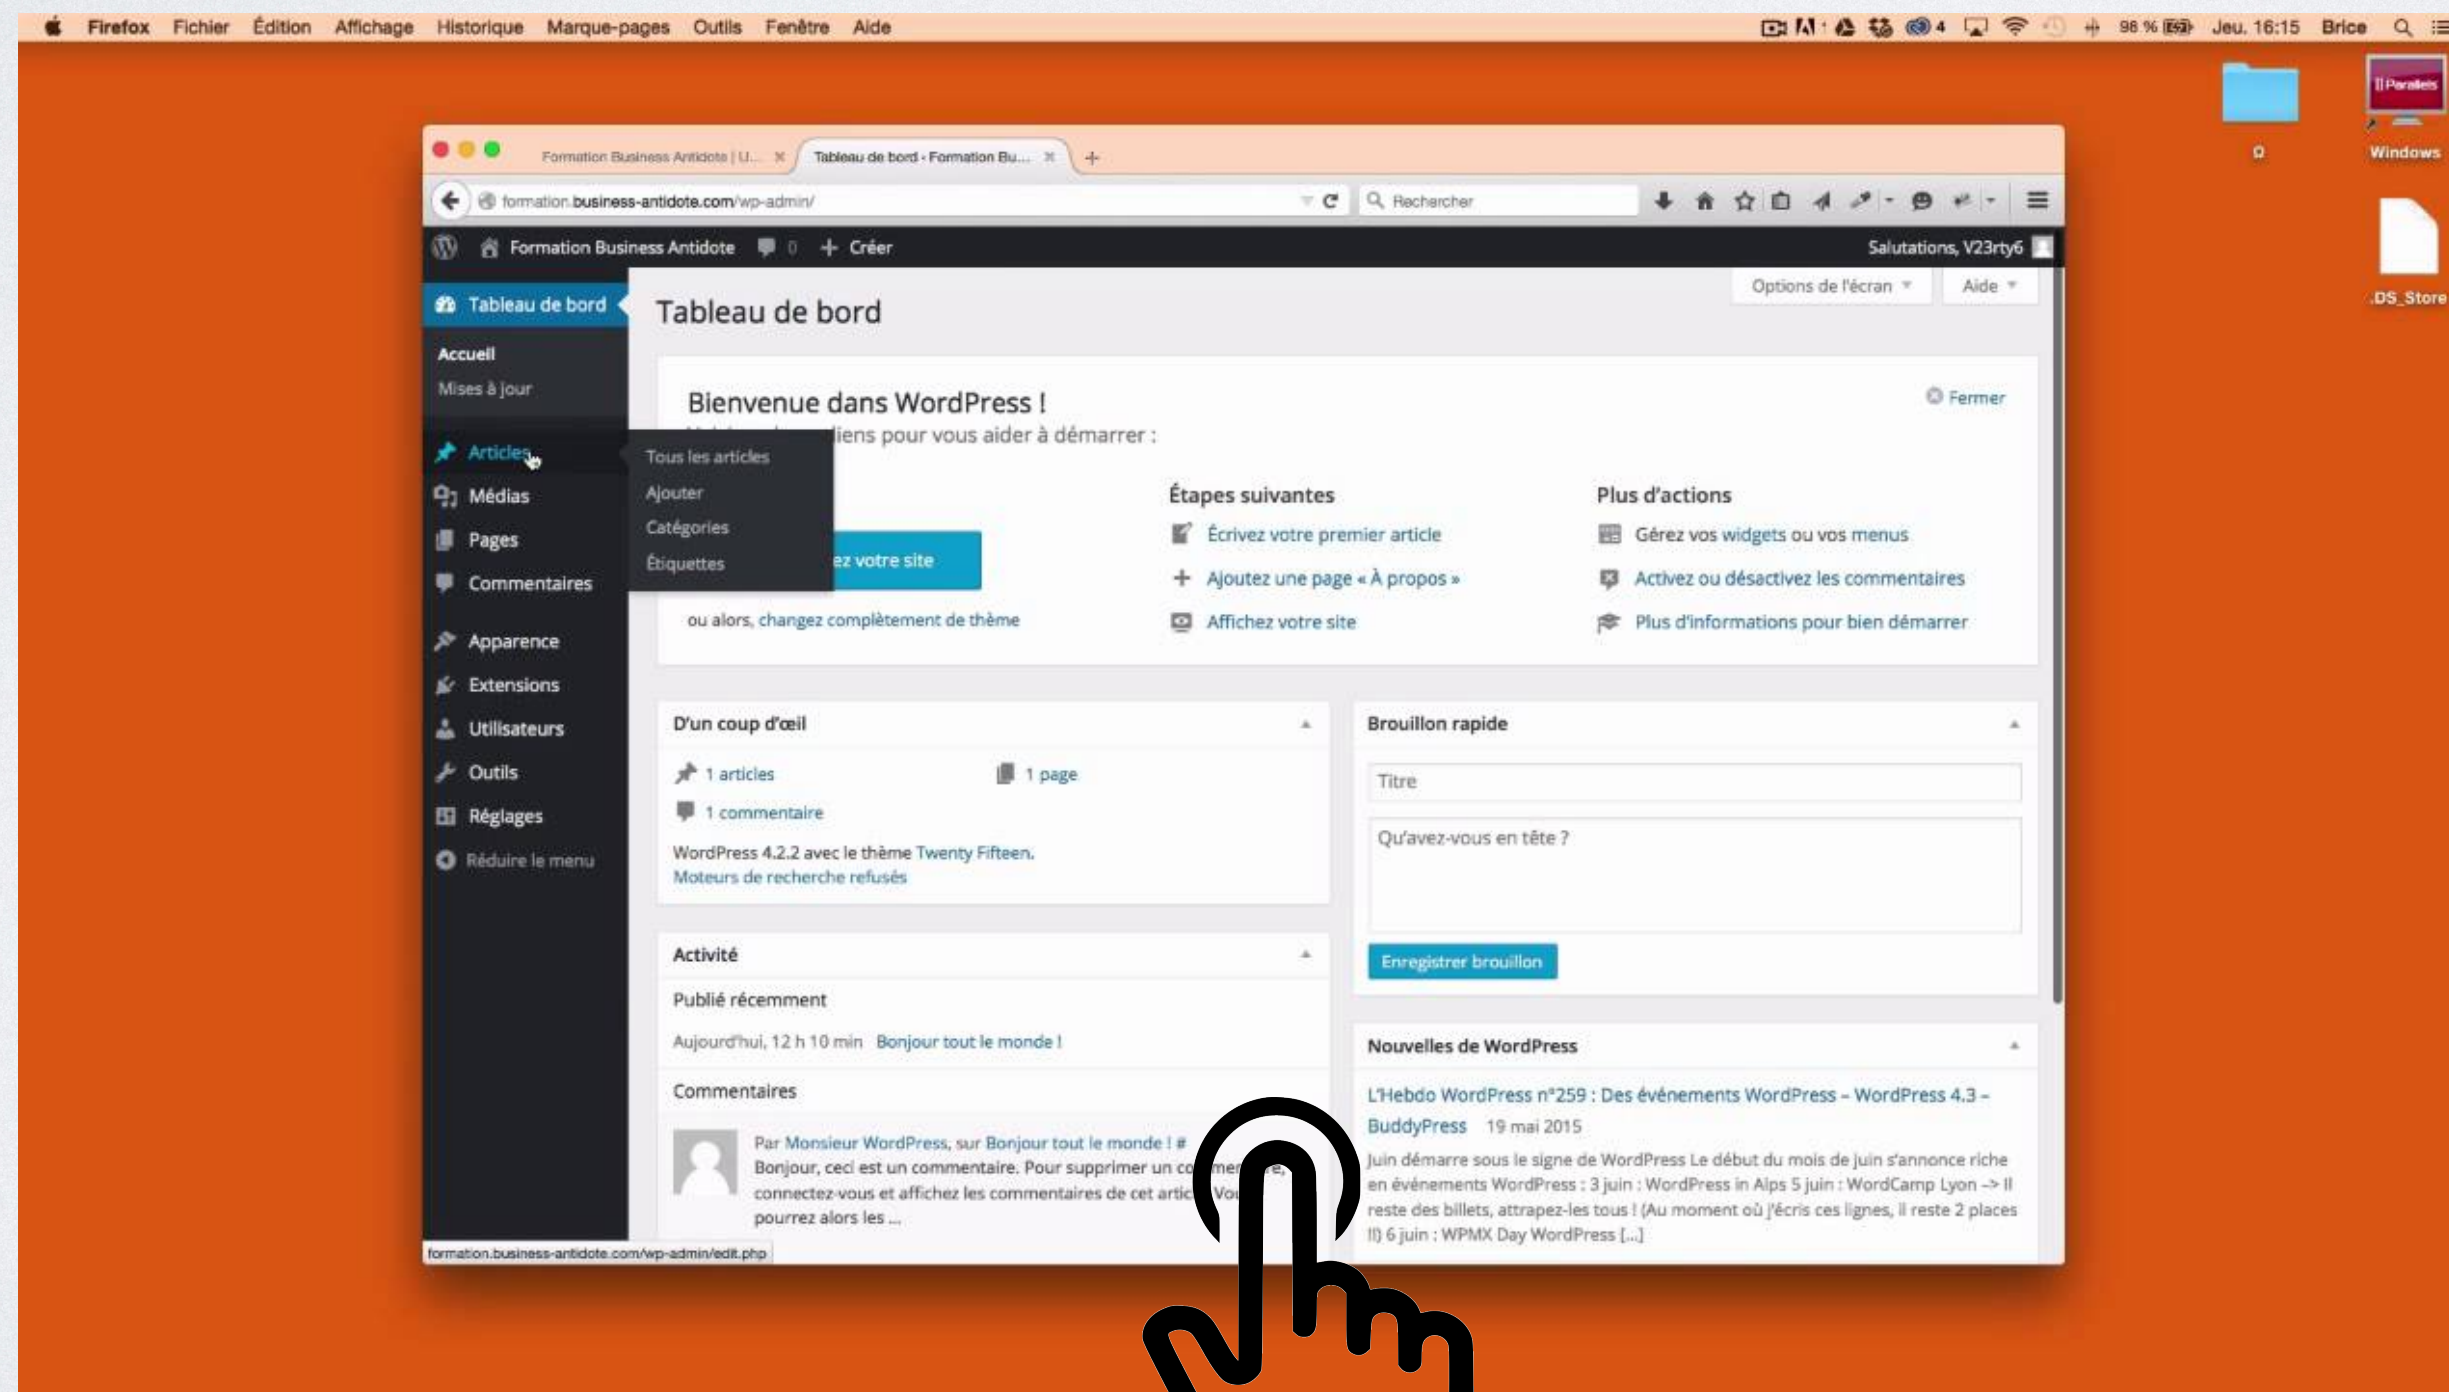 Firefox Fichier Édition Affichage Historique Marque-pages Outils Fenêtre Aide
4 98 % Jeu. 16:15 Brice
Parallels
Ω Windows
.DS_Store
Formation Business Antidote | U... Tableau de bord ‹ Formation Bu...
formation.business-antidote.com/wp-admin/ Rechercher
Formation Business Antidote 0 + Créer Salutations, V23rty6
Options de l'écran Aide
Tableau de bord
Accueil
Mises à jour
Articles
Médias
Pages
Commentaires
Apparence
Extensions
Utilisateurs
Outils
Réglages
Réduire le menu
Tous les articles
Ajouter
Catégories
Étiquettes
Tableau de bord
Bienvenue dans WordPress !
Fermer
liens pour vous aider à démarrer :
ez votre site
ou alors, changez complètement de thème
Étapes suivantes
Écrivez votre premier article
Ajoutez une page « À propos »
Affichez votre site
Plus d'actions
Gérez vos widgets ou vos menus
Activez ou désactivez les commentaires
Plus d'informations pour bien démarrer
D'un coup d'œil
1 articles 1 page
1 commentaire
WordPress 4.2.2 avec le thème Twenty Fifteen.
Moteurs de recherche refusés
Activité
Publié récemment
Aujourd'hui, 12 h 10 min Bonjour tout le monde !
Commentaires
Par Monsieur WordPress, sur Bonjour tout le monde ! #
Bonjour, ceci est un commentaire. Pour supprimer un
connectez-vous et affichez les commentaires de cet
pourrez alors les ...
Brouillon rapide
Titre
Qu'avez-vous en tête ?
Enregistrer brouillon
Nouvelles de WordPress
L'Hebdo WordPress n°259 : Des événements WordPress – WordPress 4.3 –
BuddyPress 19 mai 2015
Juin démarre sous le signe de WordPress Le début du mois de juin s'annonce riche
en événements WordPress : 3 juin : WordPress in Alps 5 juin : WordCamp Lyon –> Il
reste des billets, attrapez-les tous ! (Au moment où j'écris ces lignes, il reste 2 places
!!) 6 juin : WPMX Day WordPress [...]
formation.business-antidote.com/wp-admin/edit.php